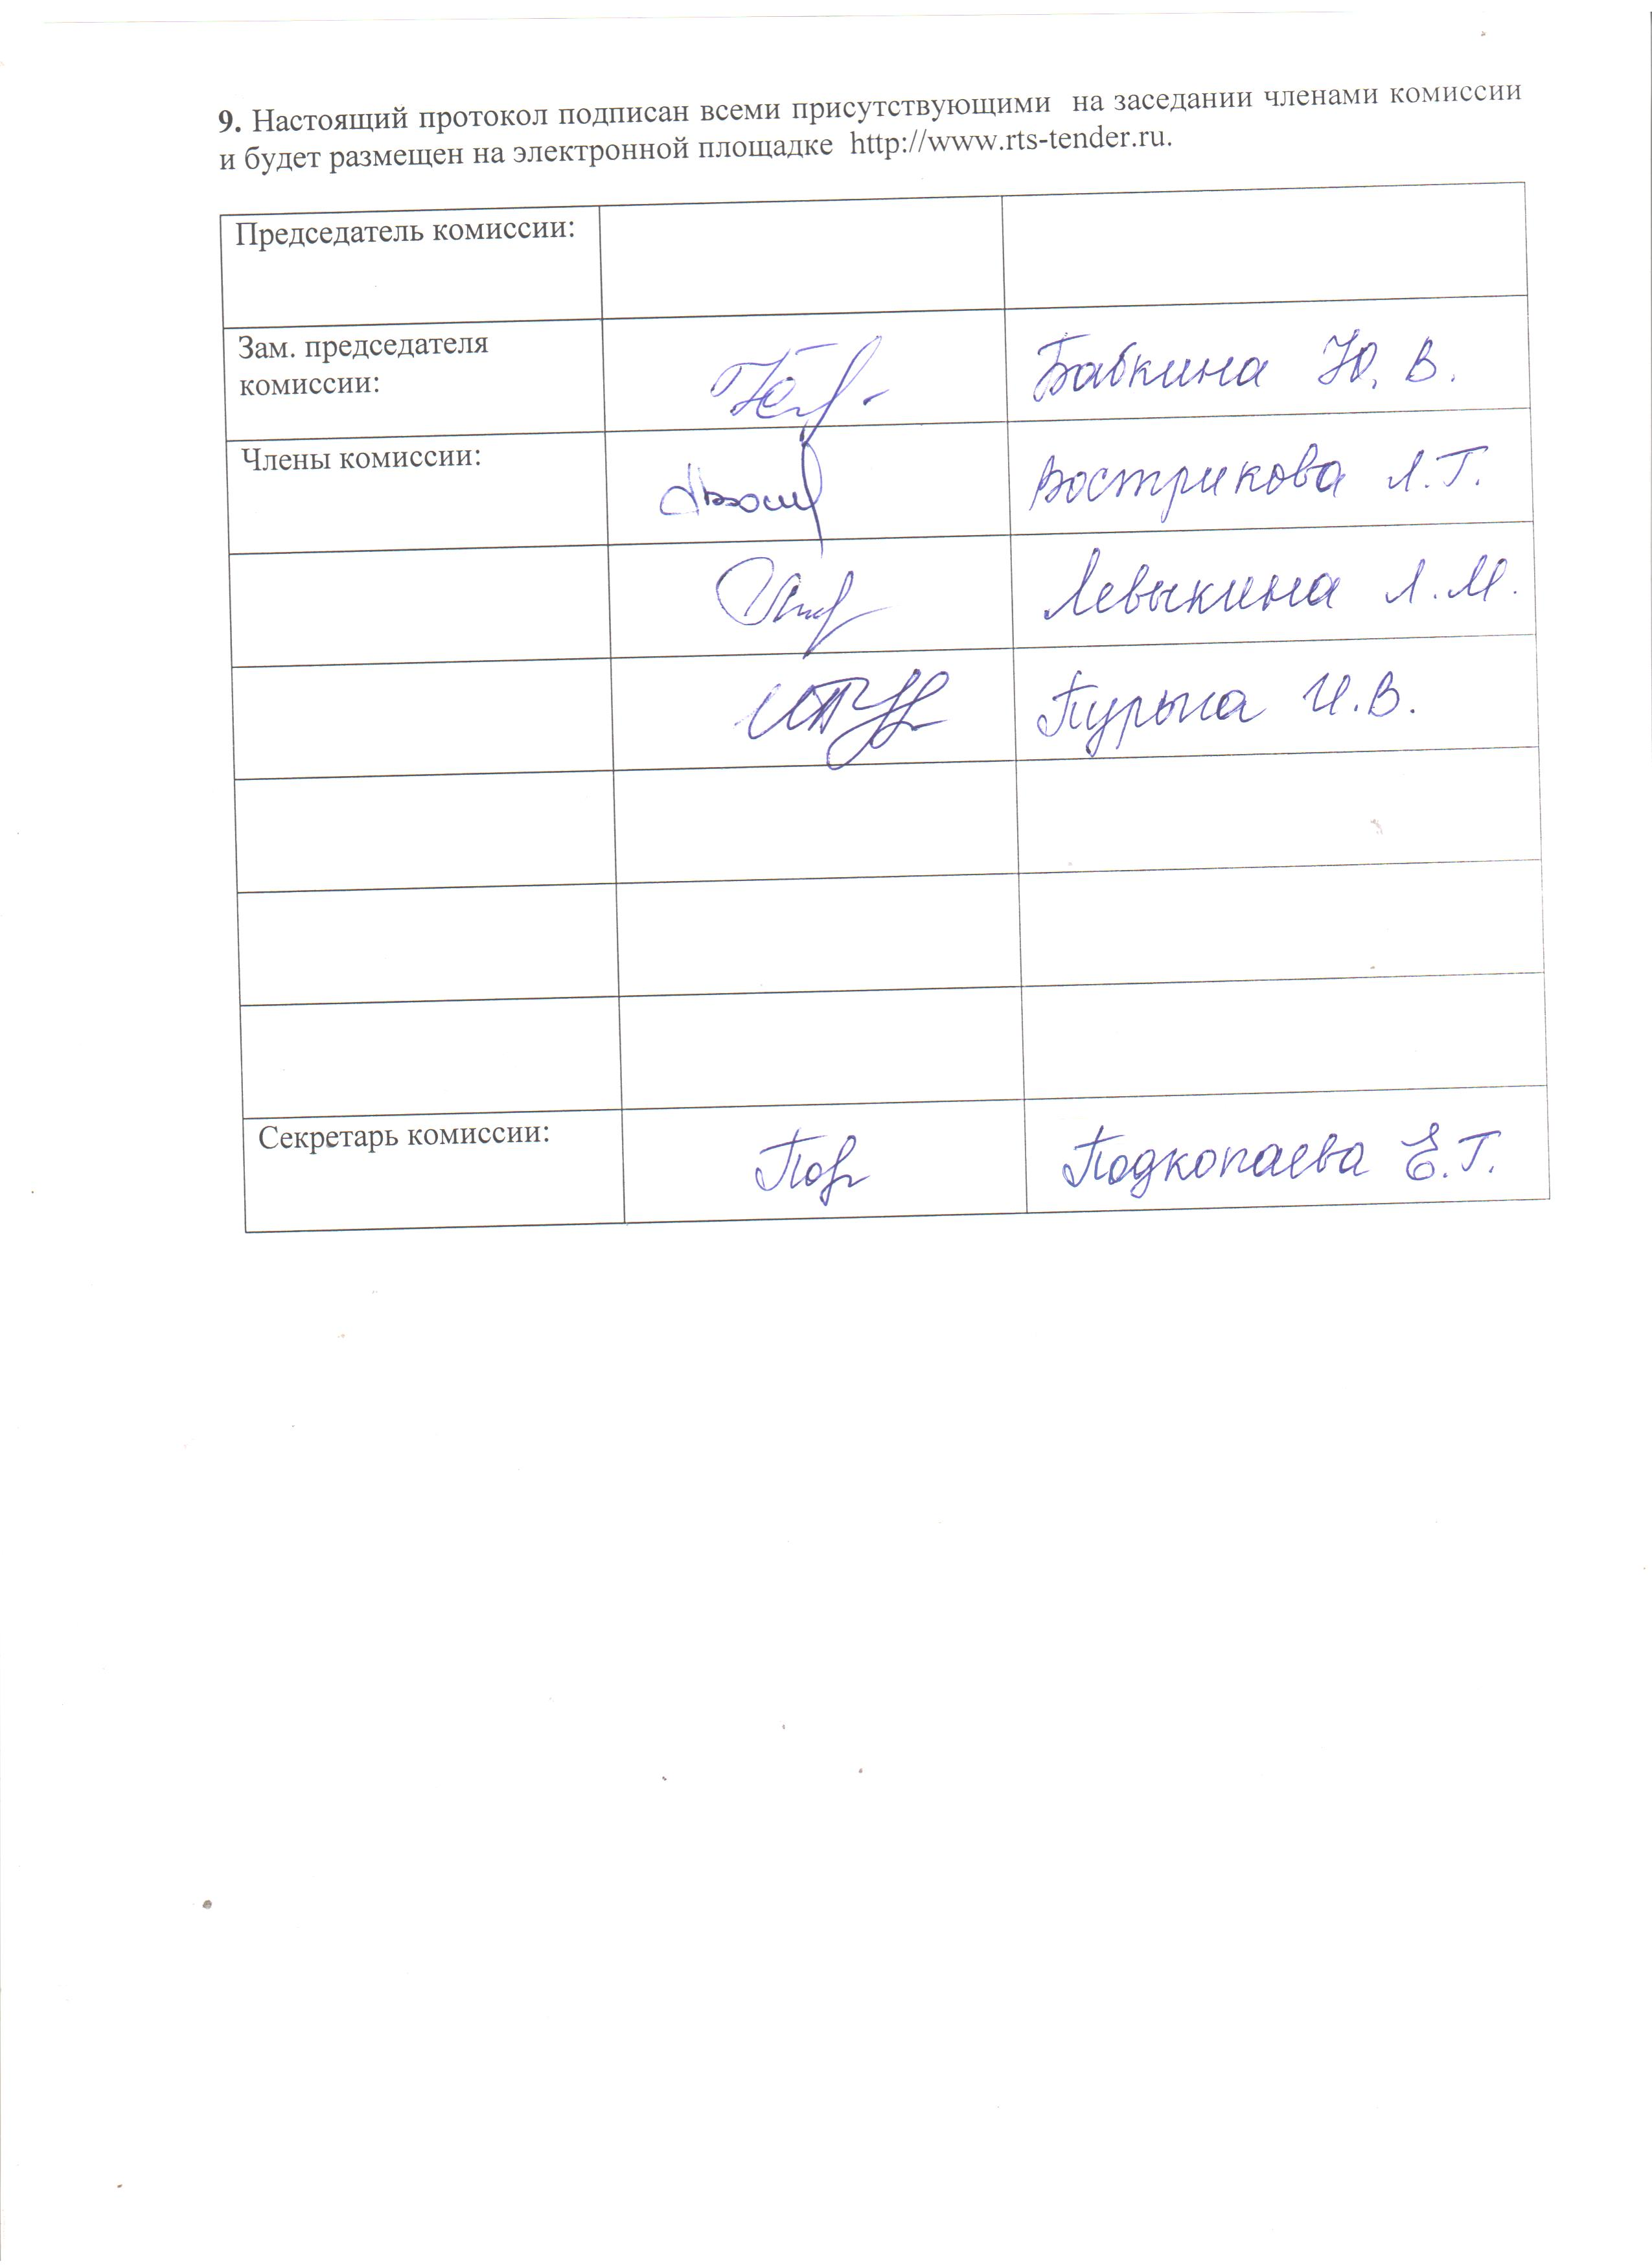 9. Настоящий протокол подписан всеми присутствующими на заседании членами комиссии
и будет размещен на электронной площадке http://www.rts-tender.ru.
Председатель комиссии:
Зам. председателя
комиссии:
Бабкина Ю. В.
Члены комиссии:
Вострикова Л.Г.
Левыкина Л.М.
И.В.
Секретарь комиссии:
Подкопаева Е.Г.